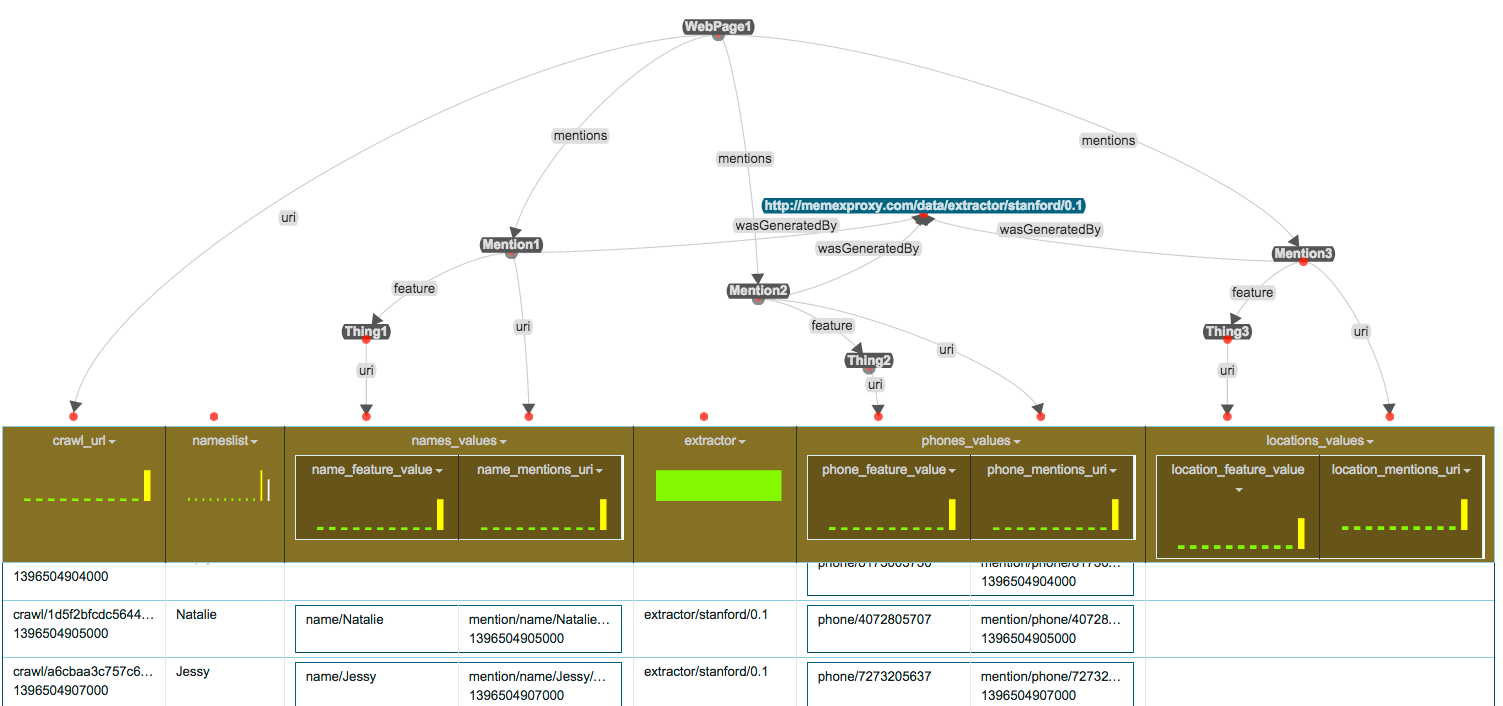 WebPage1
mentions
mentions
mentions
http://memexproxy.com/data/extractor/stanford/0.1
uri
wasGeneratedBy
wasGeneratedBy
wasGeneratedBy
Mention1
Mention2
Mention3
feature
uri
feature
uri
feature
uri
Thing1
Thing2
Thing3
uri
uri
uri
crawl_url nameslist names_values extractor phones_values locations_values
name_feature_value name_mentions_uri phone_feature_value phone_mentions_uri location_feature_value location_mentions_uri
1396504904000 1396504904000
crawl/1d5f2bfcdc5644... Natalie name/Natalie mention/name/Natalie... extractor/stanford/0.1 phone/4072805707 mention/phone/40728...
1396504905000 1396504905000 1396504905000
crawl/a6cbaa3c757c6... Jessy name/Jessy mention/name/Jessy/... extractor/stanford/0.1 phone/7273205637 mention/phone/72732...
1396504907000 1396504907000 1396504907000